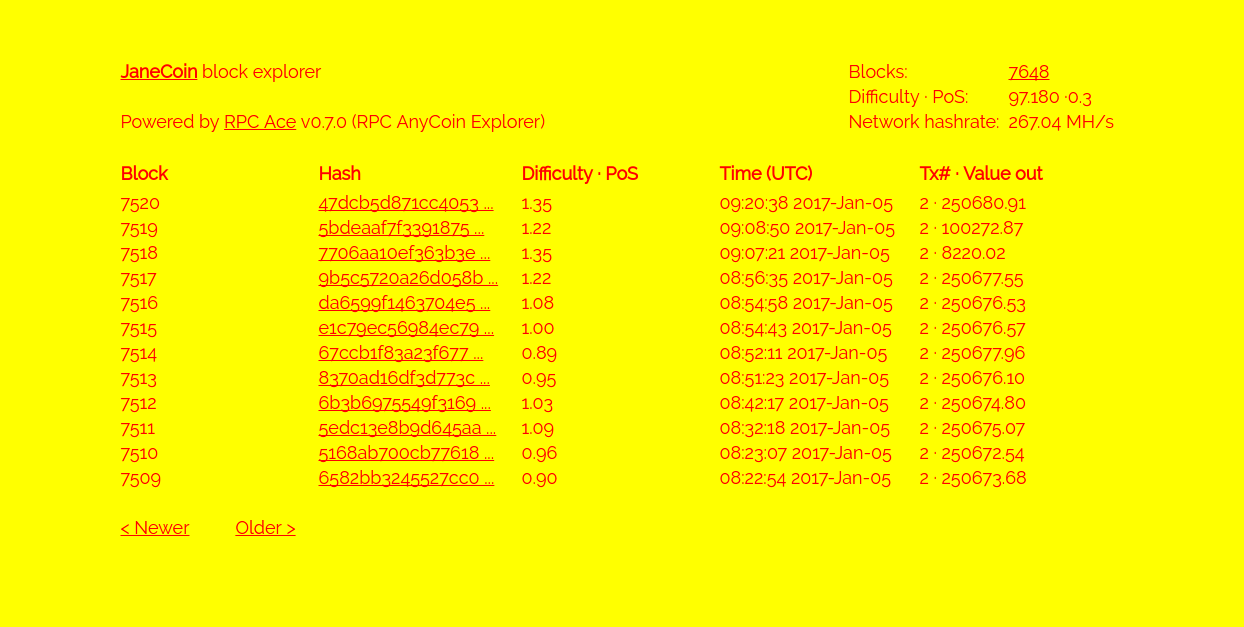 JaneCoin block explorer
Blocks: 7648
Difficulty · PoS: 97,180 ·0.3
Powered by RPC Ace v0.7.0 (RPC AnyCoin Explorer)
Network hashrate: 267.04 MH/s
Block Hash Difficulty · PoS Time (UTC) Tx# · Value out
7520 47dcb5d871cc4053 ... 1.35 09:20:38 2017-Jan-05 2 · 250680.91
7519 5bdeaaf7f3391875 ... 1.22 09:08:50 2017-Jan-05 2 · 100272.87
7518 7706aa10ef363b3e ... 1.35 09:07:21 2017-Jan-05 2 · 8220.02
7517 9b5c5720a26d058b ... 1.22 08:56:35 2017-Jan-05 2 · 250677.55
7516 da6599f1463704e5 ... 1.08 08:54:58 2017-Jan-05 2 · 250676.53
7515 e1c79ec56984ec79 ... 1.00 08:54:43 2017-Jan-05 2 · 250676.57
7514 67ccb1f83a23f677 ... 0.89 08:52:11 2017-Jan-05 2 · 250677.96
7513 8370ad16df3d773c ... 0.95 08:51:23 2017-Jan-05 2 · 250676.10
7512 6b3b6975549f3169 ... 1.03 08:42:17 2017-Jan-05 2 · 250674.80
7511 5edc13e8b9d645aa ... 1.09 08:32:18 2017-Jan-05 2 · 250675.07
7510 5168ab700cb77618 ... 0.96 08:23:07 2017-Jan-05 2 · 250672.54
7509 6582bb3245527cc0 ... 0.90 08:22:54 2017-Jan-05 2 · 250673.68
< Newer Older >